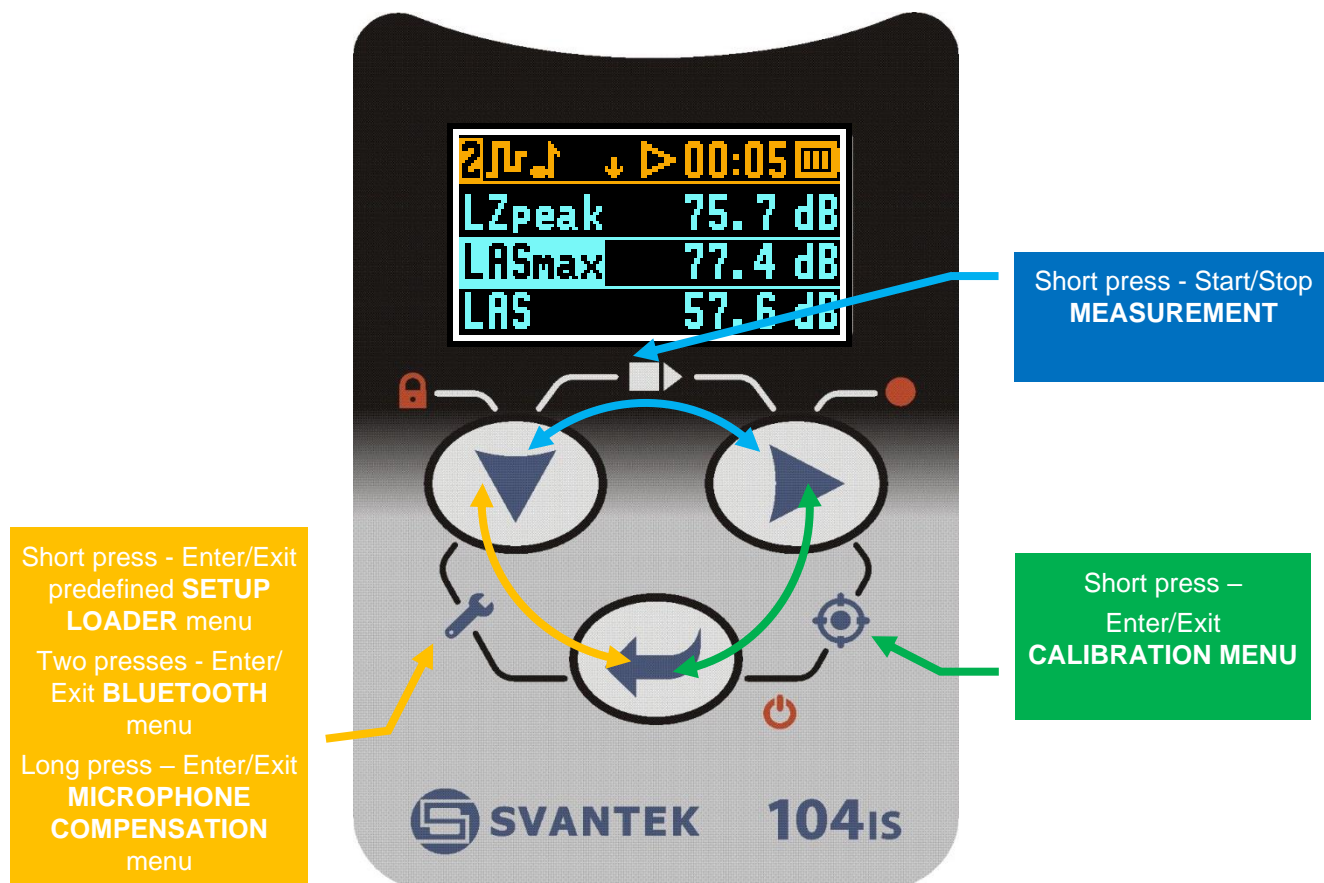 2 00:05
LZpeak 75.7 dB
LASmax 77.4 dB
LAS 57.6 dB
Short press - Start/Stop
MEASUREMENT
Short press - Enter/Exit
predefined SETUP
LOADER menu
Two presses - Enter/
Exit BLUETOOTH
menu
Long press – Enter/Exit
MICROPHONE
COMPENSATION
menu
Short press –
Enter/Exit
CALIBRATION MENU
SVANTEK 104IS